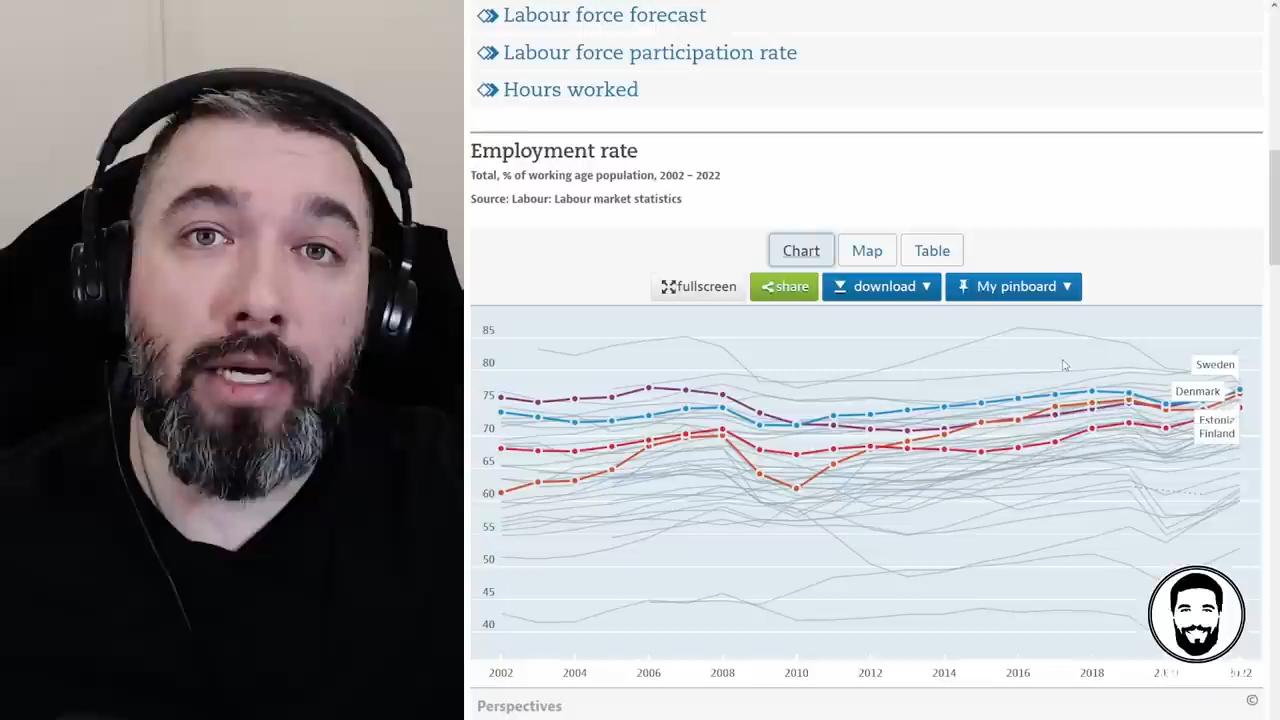 Labour force forecast
Labour force participation rate
Hours worked
Employment rate
Total, % of working age population, 2002 – 2022
Source: Labour: Labour market statistics
Chart Map Table
fullscreen share download ▼ My pinboard ▼
85
80
75
70
65
60
55
50
45
40
Sweden
Denmark
Estonia
Finland
2002 2004 2006 2008 2010 2012 2014 2016 2018
Perspectives ©